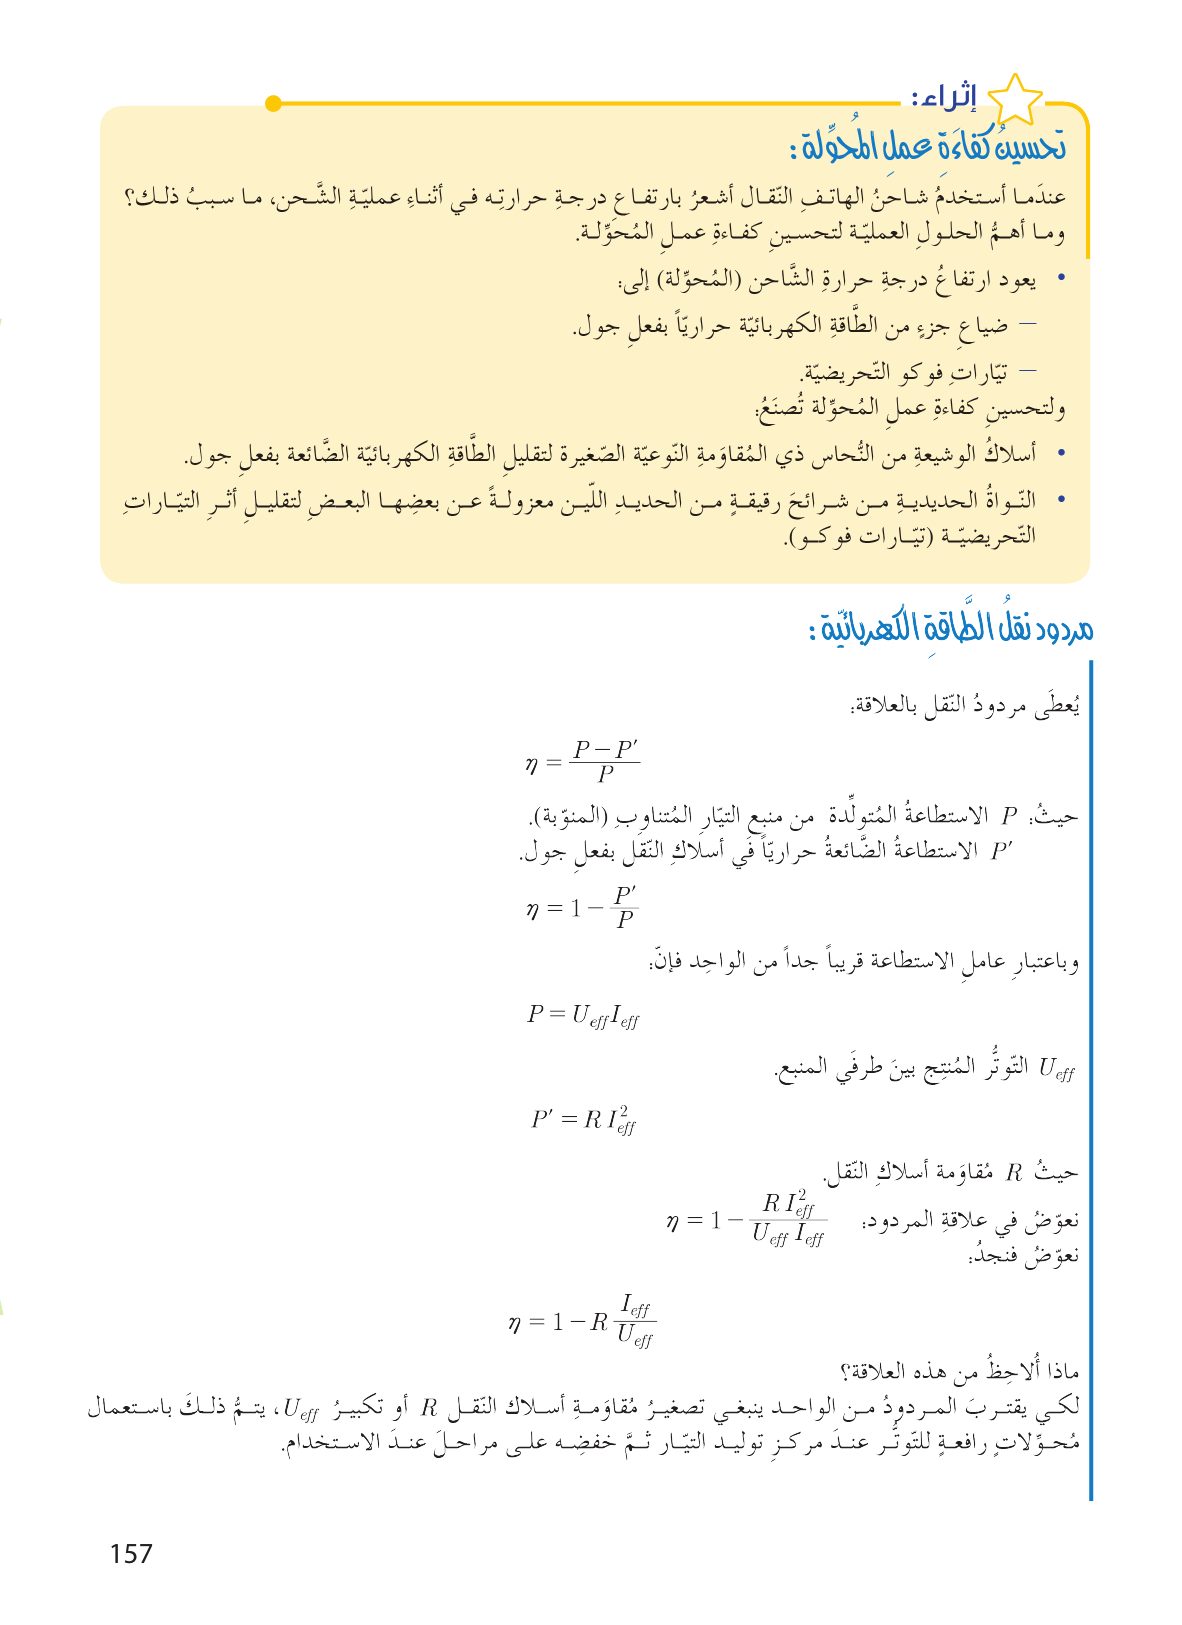 إثراء:
تحسينُ كفاءَةِ عملِ المُحوِّلة:
عندَما أستخدمُ شاحنُ الهاتفِ النّقال أشعرُ بارتفاعِ درجةِ حرارتِه في أثناءِ عمليّةِ الشَّحن، ما سببُ ذلك؟
وما أهمُّ الحلولِ العمليّة لتحسينِ كفاءةِ عملِ المُحوِّلة.
• يعود ارتفاعُ درجةِ حرارةِ الشَّاحن (المُحوِّلة) إلى:
– ضياعِ جزءٍ من الطَّاقةِ الكهربائيّة حراريّاً بفعلِ جول.
– تيّاراتِ فوكو التّحريضيّة.
ولتحسينِ كفاءةِ عملِ المُحوِّلة تُصنَعُ:
• أسلاكُ الوشيعةِ من النُّحاس ذي المُقاوَمةِ النّوعيّة الصّغيرة لتقليلِ الطَّاقةِ الكهربائيّة الضَّائعة بفعلِ جول.
• النّواةُ الحديديةِ من شرائحَ رقيقةٍ من الحديدِ اللّين معزولةً عن بعضِها البعضِ لتقليلِ أثرِ التيّاراتِ
التّحريضيّة (تيّارات فوكو).
مردود نقلُ الطَّاقةِ الكهربائيّة:
يُعطَى مردودُ النّقل بالعلاقة:
η = (P − P′) / P
حيثُ: P الاستطاعةُ المُتولِّدة من منبعِ التيّارِ المُتناوِبِ (المنوّبة).
P′ الاستطاعةُ الضَّائعةُ حراريّاً في أسلاكِ النّقل بفعلِ جول.
η = 1 − P′ / P
وباعتبارِ عاملِ الاستطاعة قريباً جداً من الواحِد فإنّ:
P = U_eff I_eff
U_eff التّوتُّر المُنتِج بينَ طرفَي المنبع.
P′ = R I²_eff
حيثُ R مُقاوَمة أسلاكِ النّقل.
نعوّضُ في علاقةِ المردود: η = 1 − R I²_eff / U_eff I_eff
نعوّضُ فنجدُ:
η = 1 − R I_eff / U_eff
ماذا أُلاحِظُ من هذه العلاقة؟
لكي يقتربَ المردودُ من الواحد ينبغي تصغيرُ مُقاوَمةِ أسلاك النّقل R أو تكبيرُ U_eff، يتمُّ ذلكَ باستعمال
مُحوِّلاتٍ رافعةٍ للتّوتُّر عندَ مركزِ توليد التيّار ثمَّ خفضِه على مراحلَ عندَ الاستخدام.
157